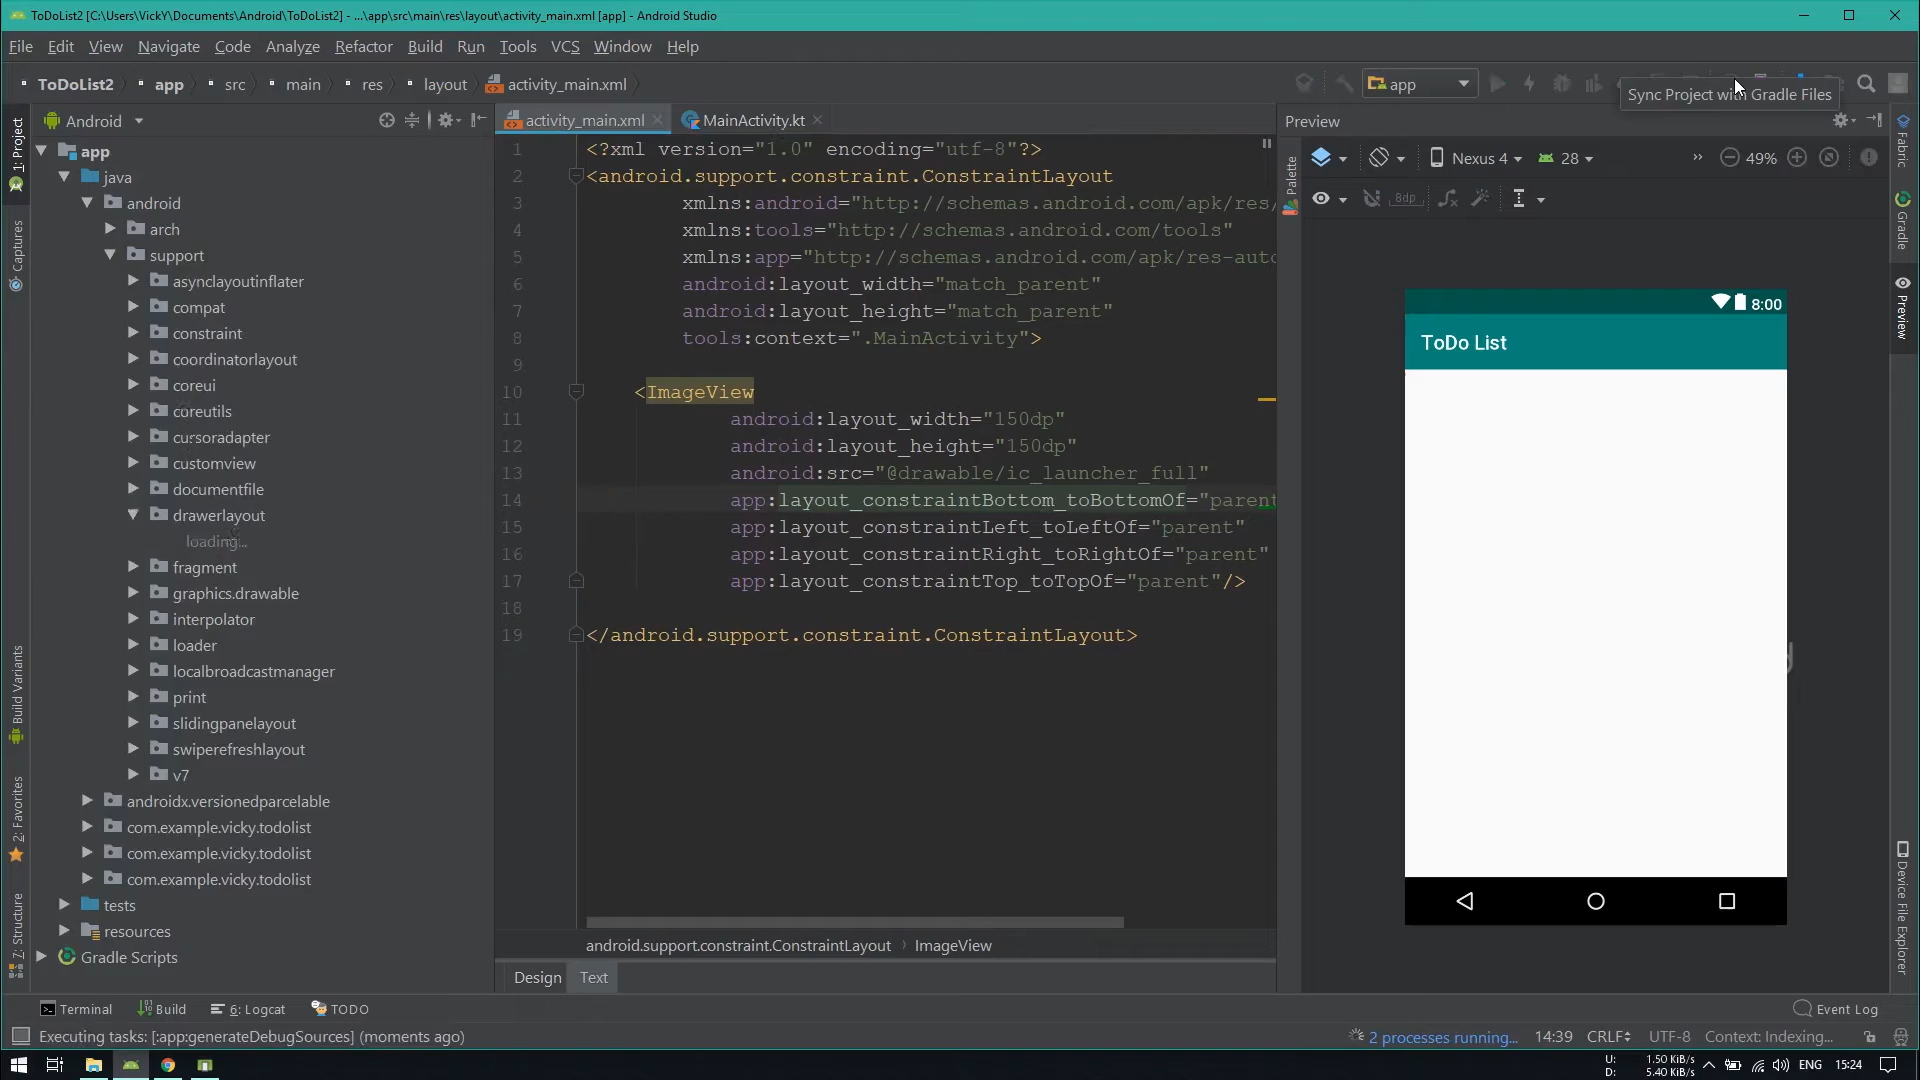 ToDoList2 [C:\Users\VickY\Documents\Android\ToDoList2] - ...\app\src\main\res\layout\activity_main.xml [app] - Android Studio
File Edit View Navigate Code Analyze Refactor Build Run Tools VCS Window Help
ToDoList2 app src main res layout activity_main.xml
app
Sync Project with Gradle Files
1: Project
Captures
Build Variants
2: Favorites
7: Structure
Android
app
java
android
arch
support
asynclayoutinflater
compat
constraint
coordinatorlayout
coreui
coreutils
cursoradapter
customview
documentfile
drawerlayout
loading...
fragment
graphics.drawable
interpolator
loader
localbroadcastmanager
print
slidingpanelayout
swiperefreshlayout
v7
androidx.versionedparcelable
com.example.vicky.todolist
com.example.vicky.todolist
com.example.vicky.todolist
tests
resources
Gradle Scripts
activity_main.xml MainActivity.kt
1 <?xml version="1.0" encoding="utf-8"?>
2 <android.support.constraint.ConstraintLayout
3 xmlns:android="http://schemas.android.com/apk/res/
4 xmlns:tools="http://schemas.android.com/tools"
5 xmlns:app="http://schemas.android.com/apk/res-auto
6 android:layout_width="match_parent"
7 android:layout_height="match_parent"
8 tools:context=".MainActivity">
9
10 <ImageView
11 android:layout_width="150dp"
12 android:layout_height="150dp"
13 android:src="@drawable/ic_launcher_full"
14 app:layout_constraintBottom_toBottomOf="parent
15 app:layout_constraintLeft_toLeftOf="parent"
16 app:layout_constraintRight_toRightOf="parent"
17 app:layout_constraintTop_toTopOf="parent"/>
18
19 </android.support.constraint.ConstraintLayout>
android.support.constraint.ConstraintLayout › ImageView
Design Text
Palette
Preview
Nexus 4 28 » 49%
8dp
8:00
ToDo List
Fabric
Gradle
Preview
Device File Explorer
Terminal Build 6: Logcat TODO Event Log
Executing tasks: [:app:generateDebugSources] (moments ago) 2 processes running... 14:39 CRLF UTF-8 Context: Indexing...
U: 1.50 KiB/s
D: 5.40 KiB/s
ENG 15:24